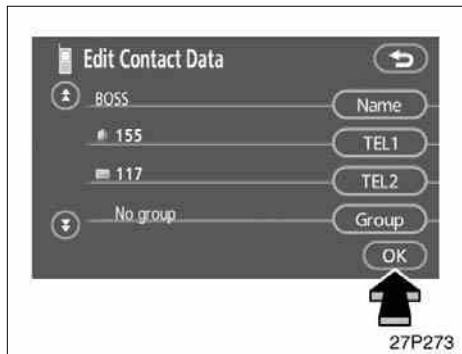 Edit Contact Data
BOSS Name
155 TEL1
117 TEL2
No group Group
OK
27P273